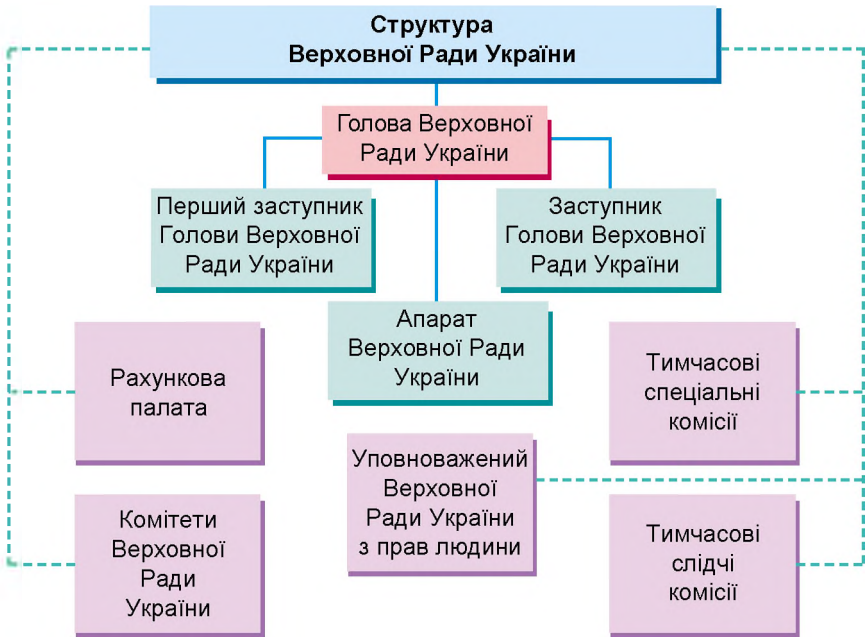 Структура
Верховної Ради України
Голова Верховної
Ради України
Перший заступник
Голови Верховної
Ради України
Заступник
Голови Верховної
Ради України
Апарат
Верховної Ради
України
Рахункова
палата
Тимчасові
спеціальні
комісії
Уповноважений
Верховної
Ради України
з прав людини
Комітети
Верховної
Ради
України
Тимчасові
слідчі
комісії